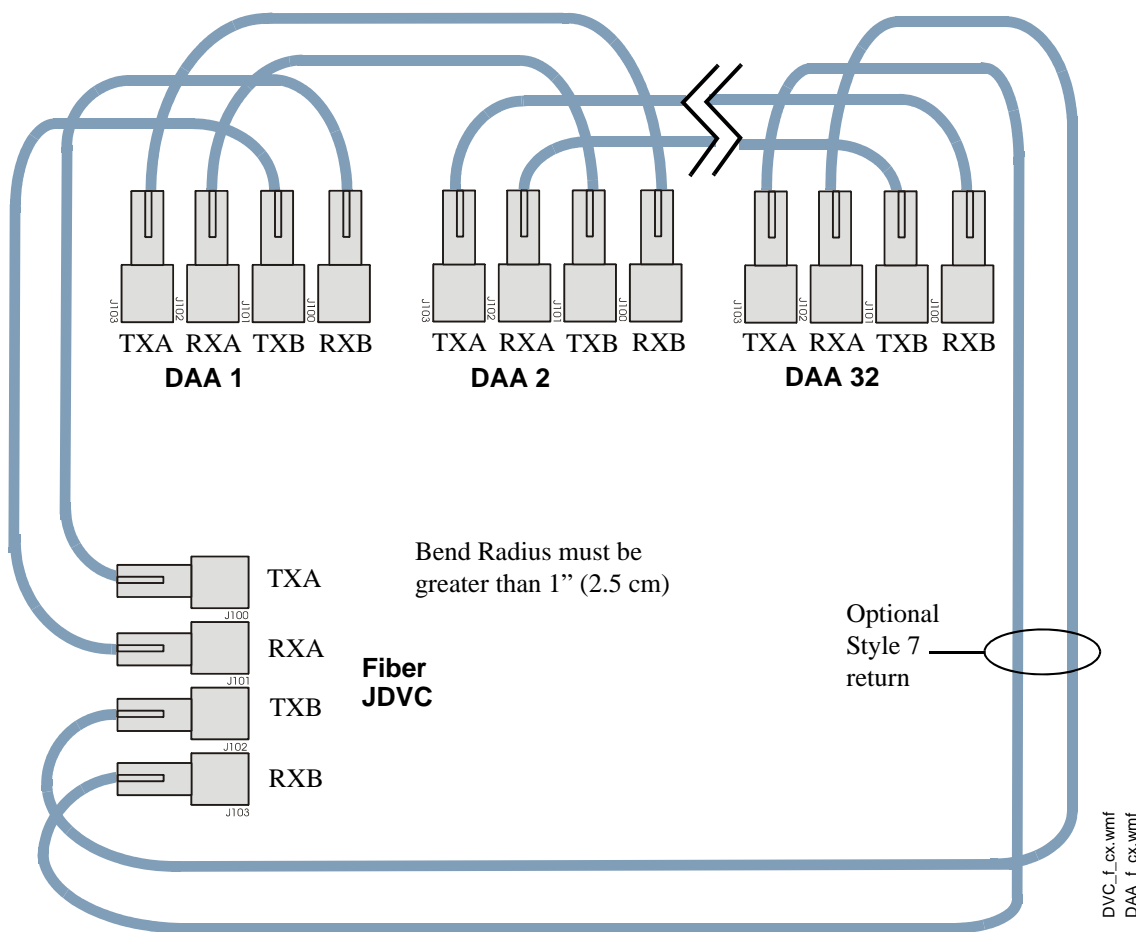 J103 J102 J101 J100
TXA RXA TXB RXB
DAA 1
J103 J102 J101 J100
TXA RXA TXB RXB
DAA 2
J103 J102 J101 J100
TXA RXA TXB RXB
DAA 32
TXA
J100
RXA
J101
TXB
J102
RXB
J103
Fiber
JDVC
Bend Radius must be
greater than 1” (2.5 cm)
Optional
Style 7
return
DVC_f_cx.wmf
DAA_f_cx.wmf